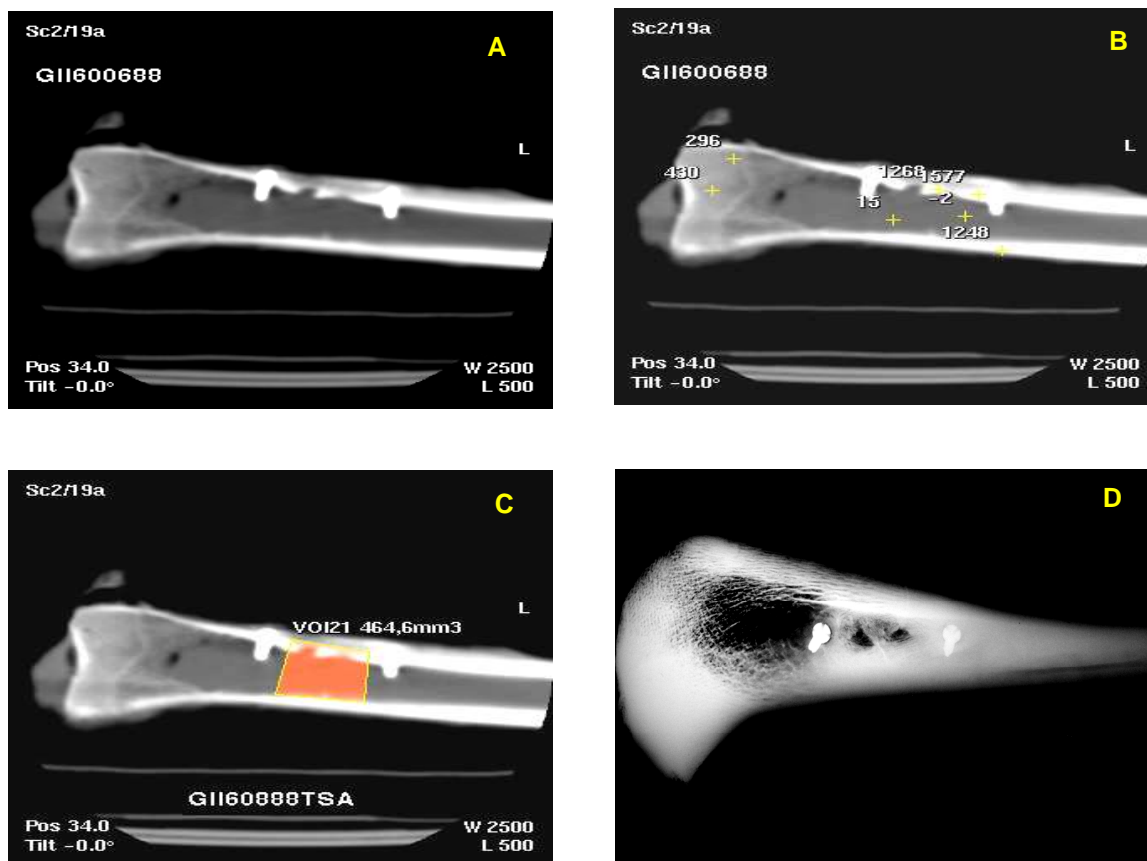 Sc2/19a
A
GII600688
L
Pos 34.0
Tilt -0.0°
W 2500
L 500
Sc2/19a
B
GII600688
L
296
430
1268
1577
15
-2
1248
Pos 34.0
Tilt -0.0°
W 2500
L 500
Sc2/19a
C
L
VOI21 464,6mm3
GII60888TSA
Pos 34.0
Tilt -0.0°
W 2500
L 500
D